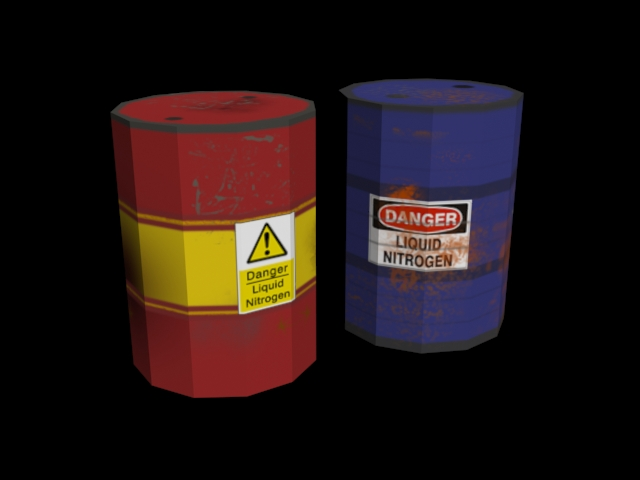 Danger
Liquid
Nitrogen
DANGER
LIQUID
NITROGEN